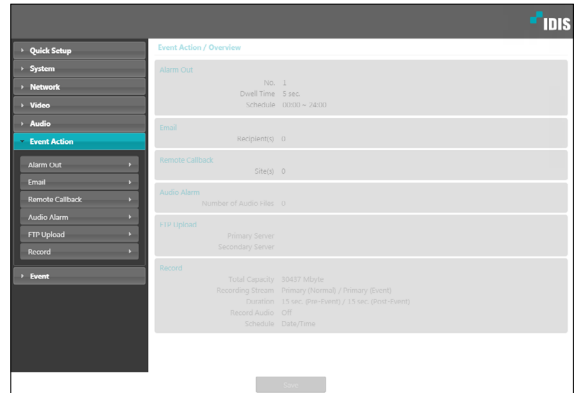 IDIS
Quick Setup
System
Network
Video
Audio
Event Action
Alarm Out
Email
Remote Callback
Audio Alarm
FTP Upload
Record
Event
Event Action / Overview
Alarm Out
No. 1
Dwell Time 5 sec.
Schedule 00:00 ~ 24:00
Email
Recipient(s) 0
Remote Callback
Site(s) 0
Audio Alarm
Number of Audio Files 0
FTP Upload
Primary Server
Secondary Server
Record
Total Capacity 30437 Mbyte
Recording Stream Primary (Normal) / Primary (Event)
Duration 15 sec. (Pre-Event) / 15 sec. (Post-Event)
Record Audio Off
Schedule Date/Time
Save